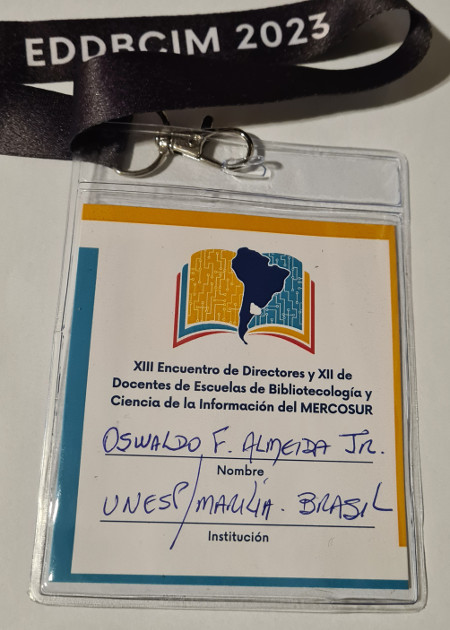 EDDBCIM 2023
XIII Encuentro de Directores y XII de
Docentes de Escuelas de Bibliotecología y
Ciencia de la Información del MERCOSUR
OSWALDO F. ALMEIDA JR.
Nombre
UNESP/MARÍLIA. BRASIL
Institución